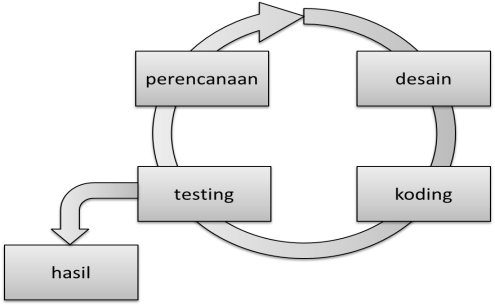 perencanaan
desain
testing
koding
hasil